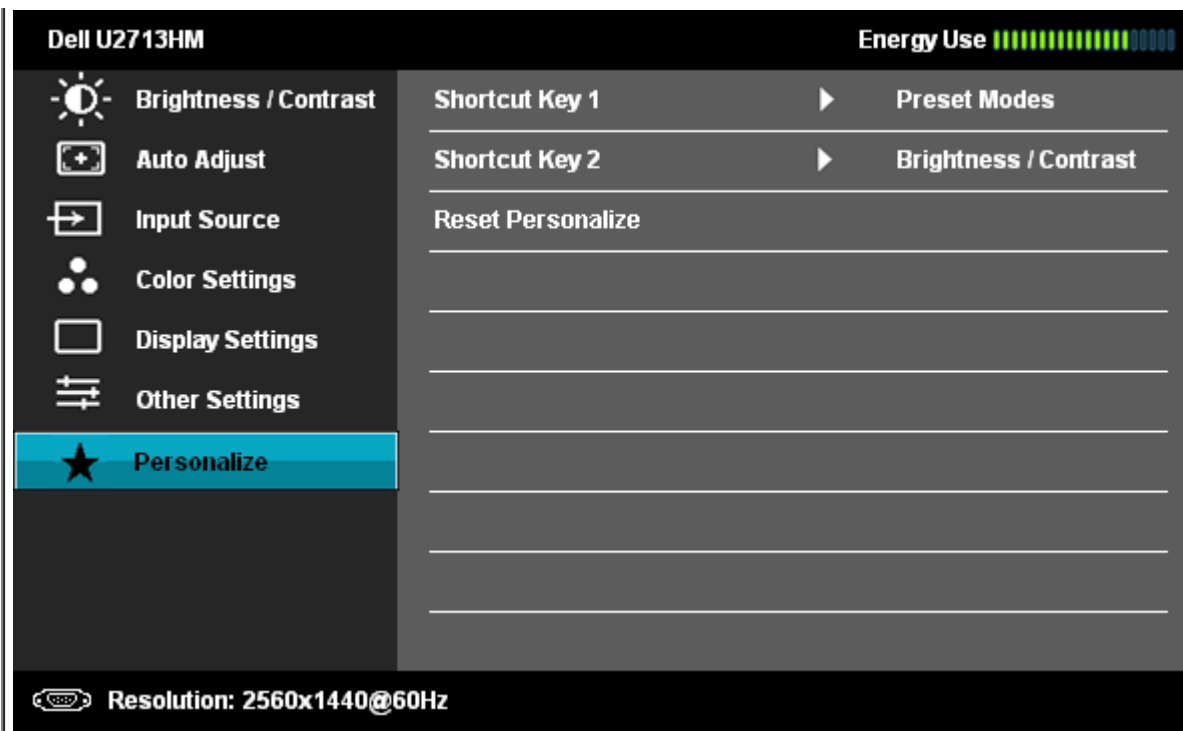 Dell U2713HM Energy Use
Brightness / Contrast Shortcut Key 1 Preset Modes
Auto Adjust Shortcut Key 2 Brightness / Contrast
Input Source Reset Personalize
Color Settings
Display Settings
Other Settings
Personalize
Resolution: 2560x1440@60Hz